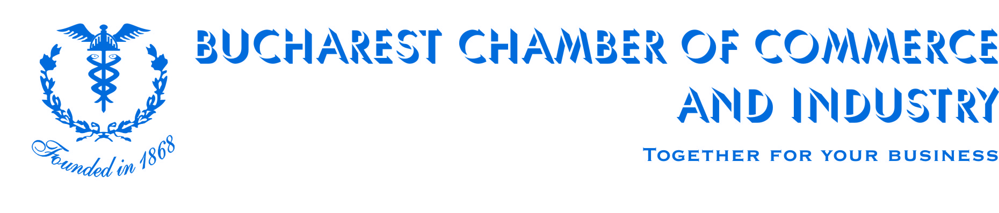 BUCHAREST CHAMBER OF COMMERCE
AND INDUSTRY
TOGETHER FOR YOUR BUSINESS
Founded in 1868